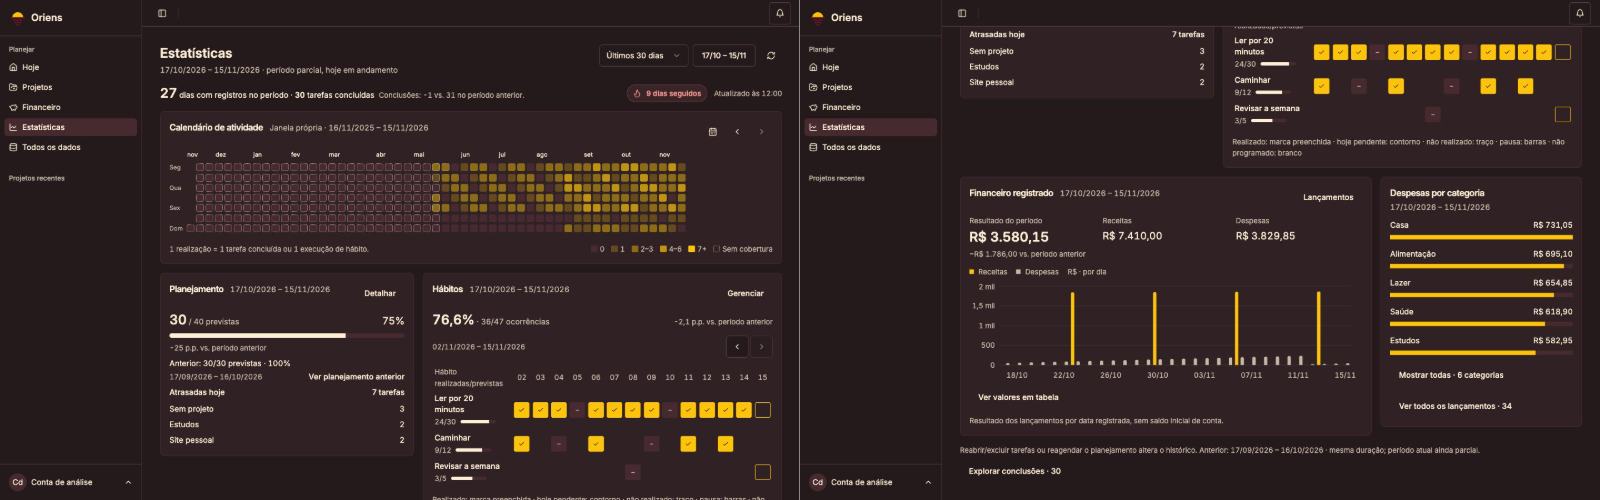 Oriens
Planejar
Hoje
Projetos
Financeiro
Estatísticas
Todos os dados
Projetos recentes
Cd Conta de análise
Estatísticas
17/10/2026 – 15/11/2026 · período parcial, hoje em andamento
Últimos 30 dias
17/10 – 15/11
27 dias com registros no período · 30 tarefas concluídas Conclusões: -1 vs. 31 no período anterior.
9 dias seguidos
Atualizado às 12:00
Calendário de atividade Janela própria · 16/11/2025 – 15/11/2026
nov dez jan fev mar abr mai jun jul ago set out nov
Seg
Qua
Sex
Dom
1 realização = 1 tarefa concluída ou 1 execução de hábito.
0 1 2–3 4–6 7+ Sem cobertura
Planejamento 17/10/2026 – 15/11/2026
Detalhar
30 / 40 previstas 75%
-25 p.p. vs. período anterior
Anterior: 30/30 previstas · 100%
17/09/2026 – 16/10/2026 Ver planejamento anterior
Atrasadas hoje 7 tarefas
Sem projeto 3
Estudos 2
Site pessoal 2
Hábitos 17/10/2026 – 15/11/2026
Gerenciar
76,6% · 36/47 ocorrências -2,1 p.p. vs. período anterior
02/11/2026 – 15/11/2026
Hábito
realizadas/previstas
02 03 04 05 06 07 08 09 10 11 12 13 14 15
Ler por 20
minutos
24/30
Caminhar
9/12
Revisar a semana
3/5
Realizado: marca preenchida · hoje pendente: contorno · não realizado: traço · pausa: barras · não
Oriens
Planejar
Hoje
Projetos
Financeiro
Estatísticas
Todos os dados
Projetos recentes
Cd Conta de análise
Atrasadas hoje 7 tarefas
Sem projeto 3
Estudos 2
Site pessoal 2
realizadas/previstas
Ler por 20
minutos
24/30
Caminhar
9/12
Revisar a semana
3/5
Realizado: marca preenchida · hoje pendente: contorno · não realizado: traço · pausa: barras · não
programado: branco
Financeiro registrado 17/10/2026 – 15/11/2026
Lançamentos
Resultado do período
R$ 3.580,15
−R$ 1.786,00 vs. período anterior
Receitas
R$ 7.410,00
Despesas
R$ 3.829,85
Receitas Despesas R$ · por dia
2 mil
1,5 mil
1 mil
500
0
18/10 22/10 26/10 30/10 03/11 07/11 11/11 15/11
Ver valores em tabela
Resultado dos lançamentos por data registrada, sem saldo inicial de conta.
Despesas por categoria
17/10/2026 – 15/11/2026
Casa R$ 731,05
Alimentação R$ 695,10
Lazer R$ 654,85
Saúde R$ 618,90
Estudos R$ 582,95
Mostrar todas · 6 categorias
Ver todos os lançamentos · 34
Reabrir/excluir tarefas ou reagendar o planejamento altera o histórico. Anterior: 17/09/2026 – 16/10/2026 · mesma duração; período atual ainda parcial.
Explorar conclusões · 30